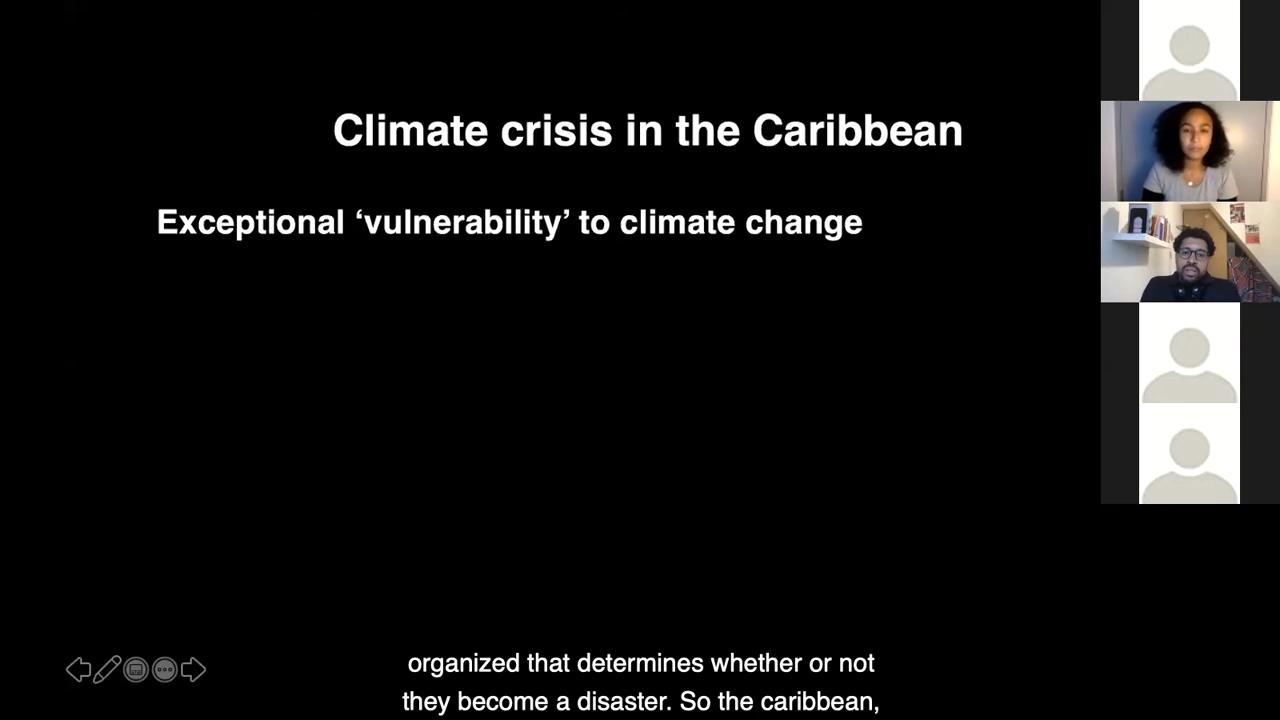 Climate crisis in the Caribbean
Exceptional ‘vulnerability’ to climate change
organized that determines whether or not
they become a disaster. So the caribbean,